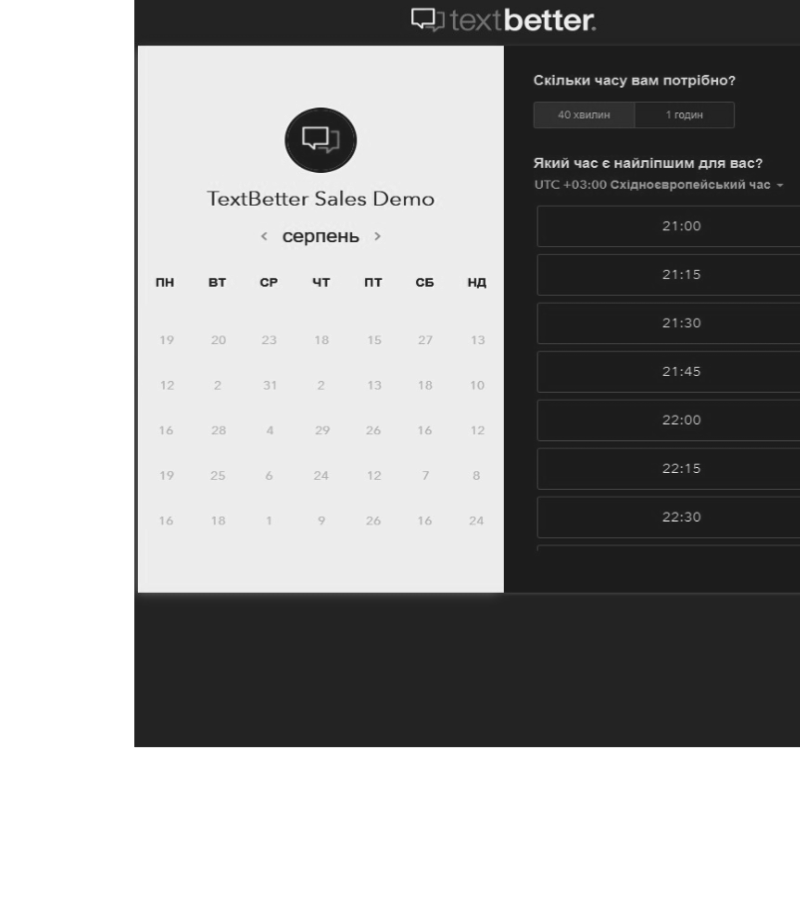 textbetter.
TextBetter Sales Demo
‹ серпень ›
ПН ВТ СР ЧТ ПТ СБ НД
19 20 23 18 15 27 13
12 2 31 2 13 18 10
16 28 4 29 26 16 12
19 25 6 24 12 7 8
16 18 1 9 26 16 24
Скільки часу вам потрібно?
40 хвилин 1 годин
Який час є найліпшим для вас?
UTC +03:00 Східноєвропейський час
21:00
21:15
21:30
21:45
22:00
22:15
22:30